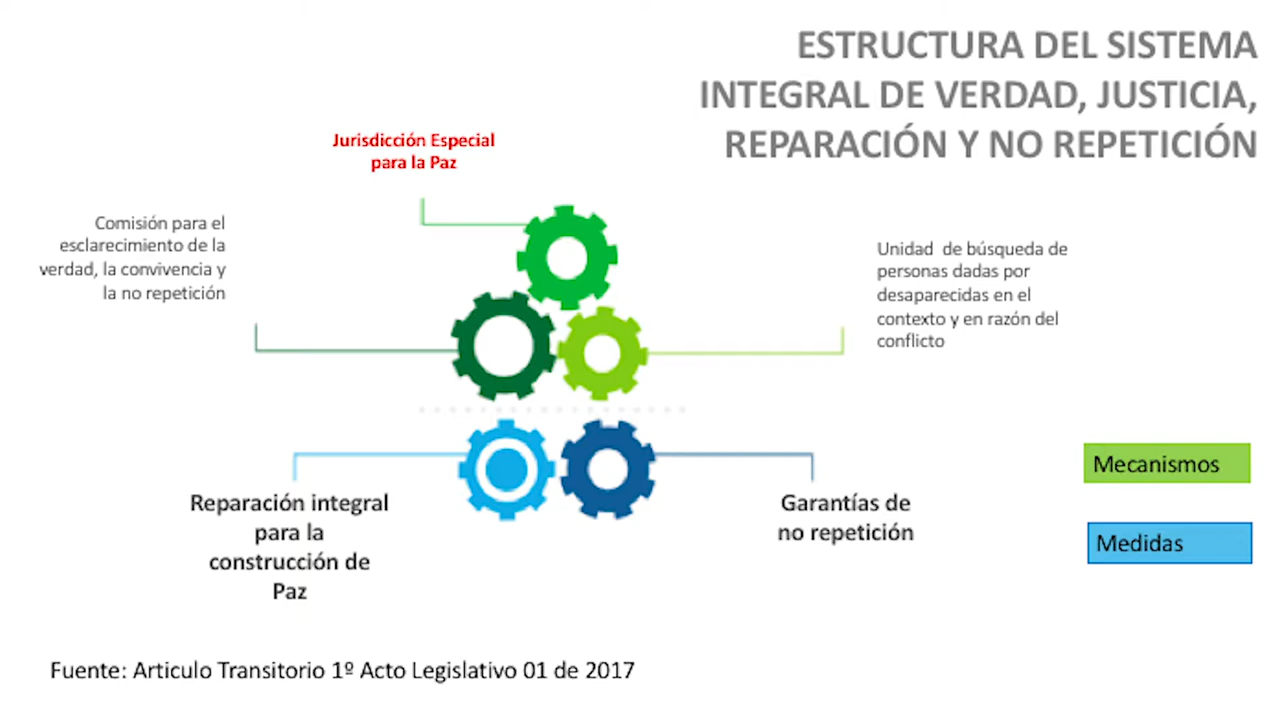 ESTRUCTURA DEL SISTEMA
INTEGRAL DE VERDAD, JUSTICIA,
REPARACIÓN Y NO REPETICIÓN
Jurisdicción Especial
para la Paz
Comisión para el
esclarecimiento de la
verdad, la convivencia y
la no repetición
Unidad de búsqueda de
personas dadas por
desaparecidas en el
contexto y en razón del
conflicto
Reparación integral
para la
construcción de
Paz
Garantías de
no repetición
Mecanismos
Medidas
Fuente: Articulo Transitorio 1º Acto Legislativo 01 de 2017